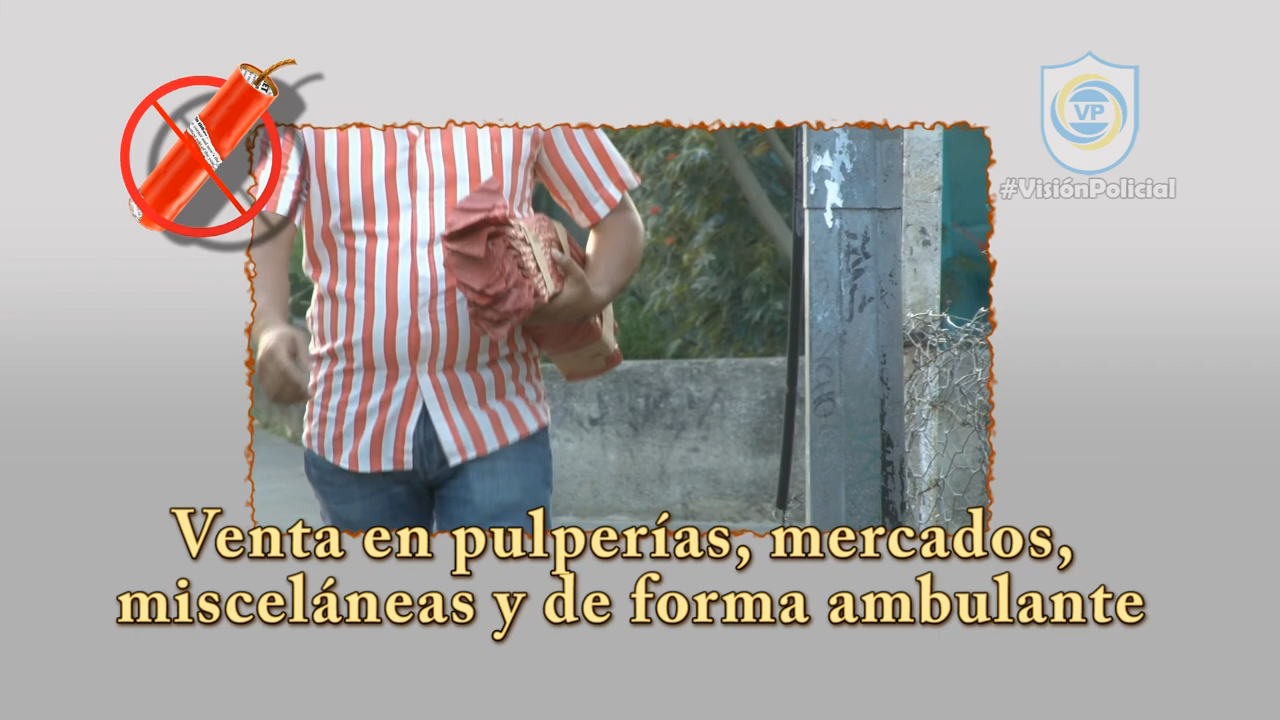 VP
#VisiónPolicial
Venta en pulperías, mercados,
misceláneas y de forma ambulante